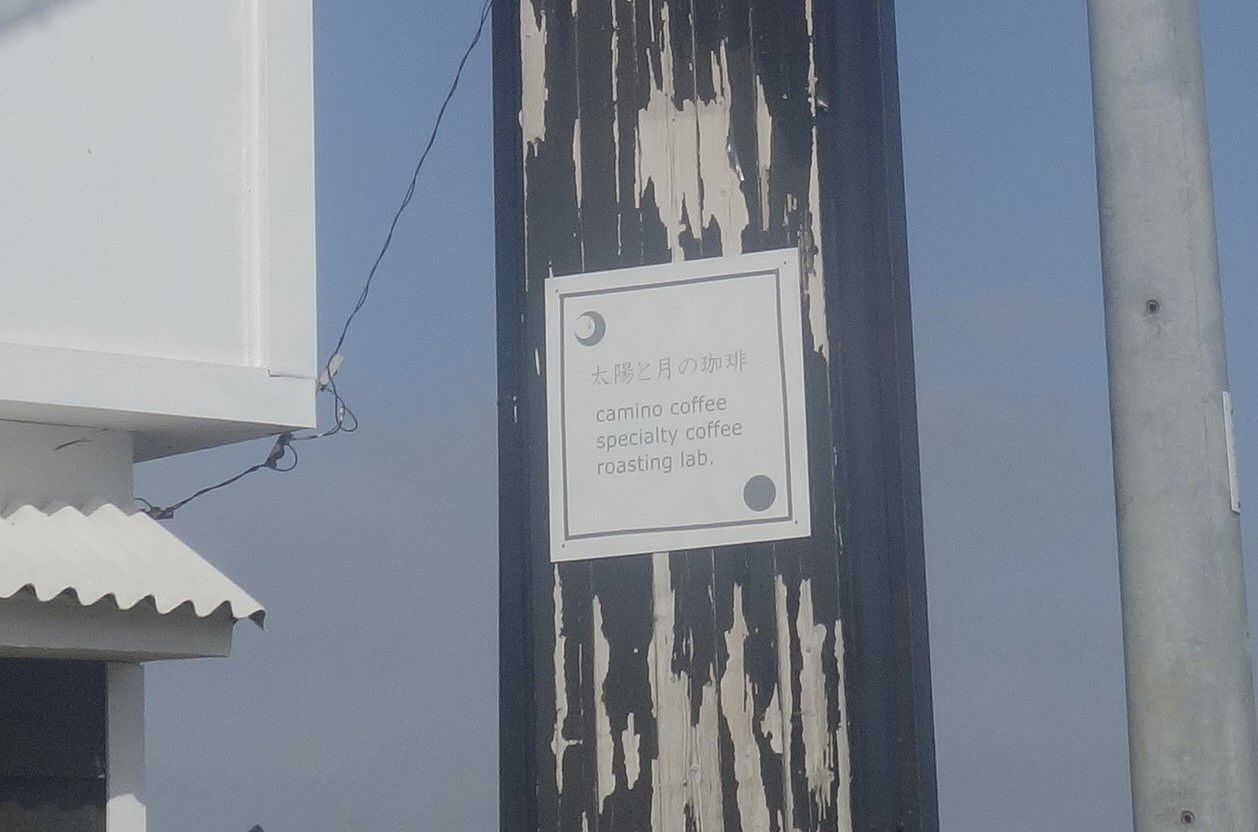 太陽と月の珈琲
camino coffee
specialty coffee
roasting lab.